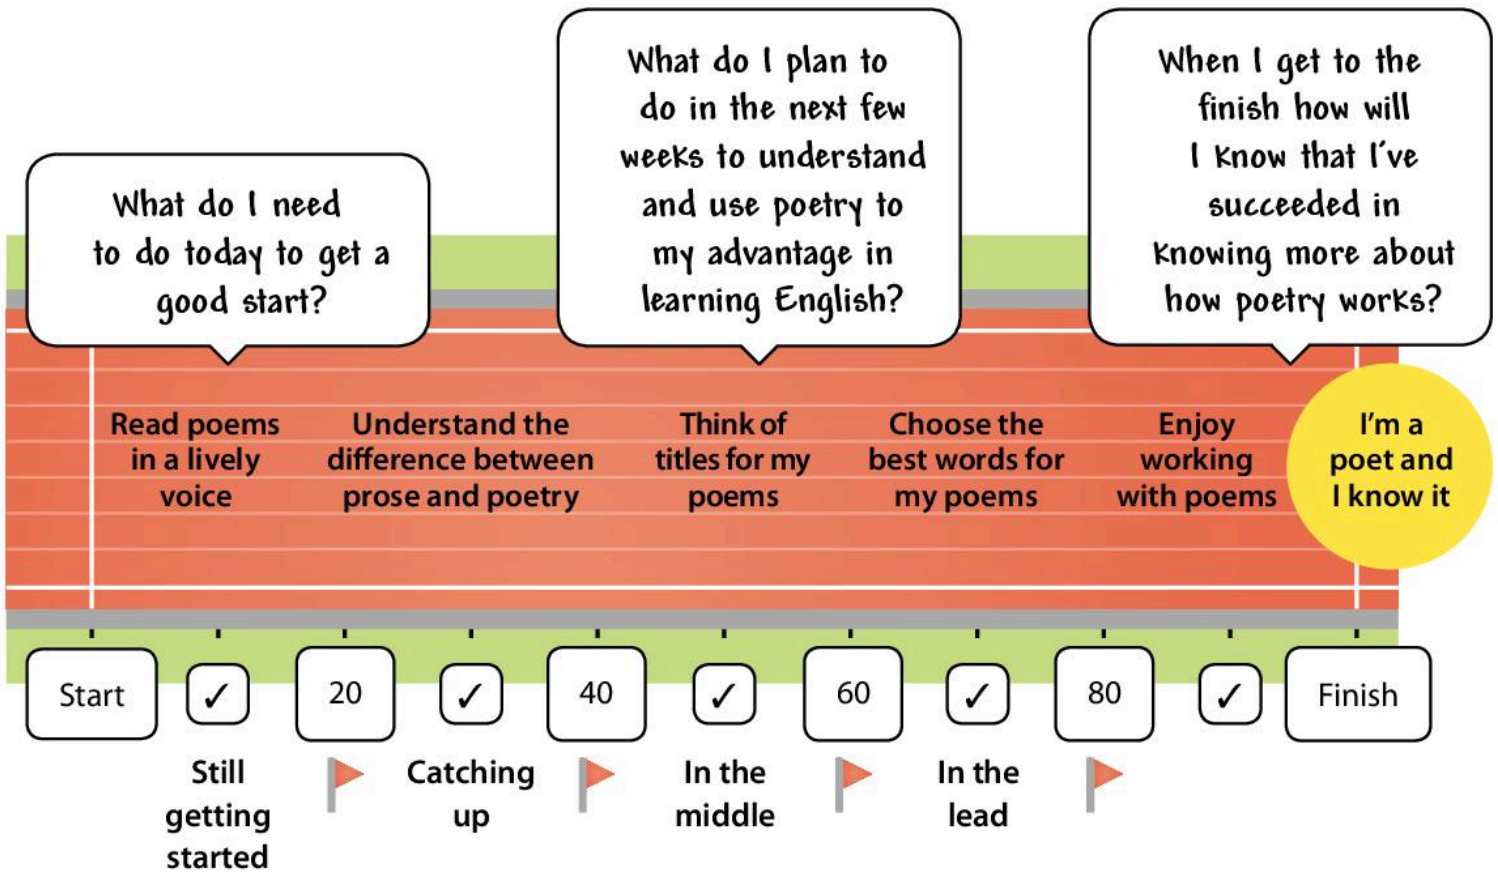 What do I need
to do today to get a
good start?
What do I plan to
do in the next few
weeks to understand
and use poetry to
my advantage in
learning English?
When I get to the
finish how will
I know that I've
succeeded in
knowing more about
how poetry works?
Read poems
in a lively
voice
Understand the
difference between
prose and poetry
Think of
titles for my
poems
Choose the
best words for
my poems
Enjoy
working
with poems
I'm a
poet and
I know it
Start ✓ 20 ✓ 40 ✓ 60 ✓ 80 ✓ Finish
Still
getting
started
Catching
up
In the
middle
In the
lead